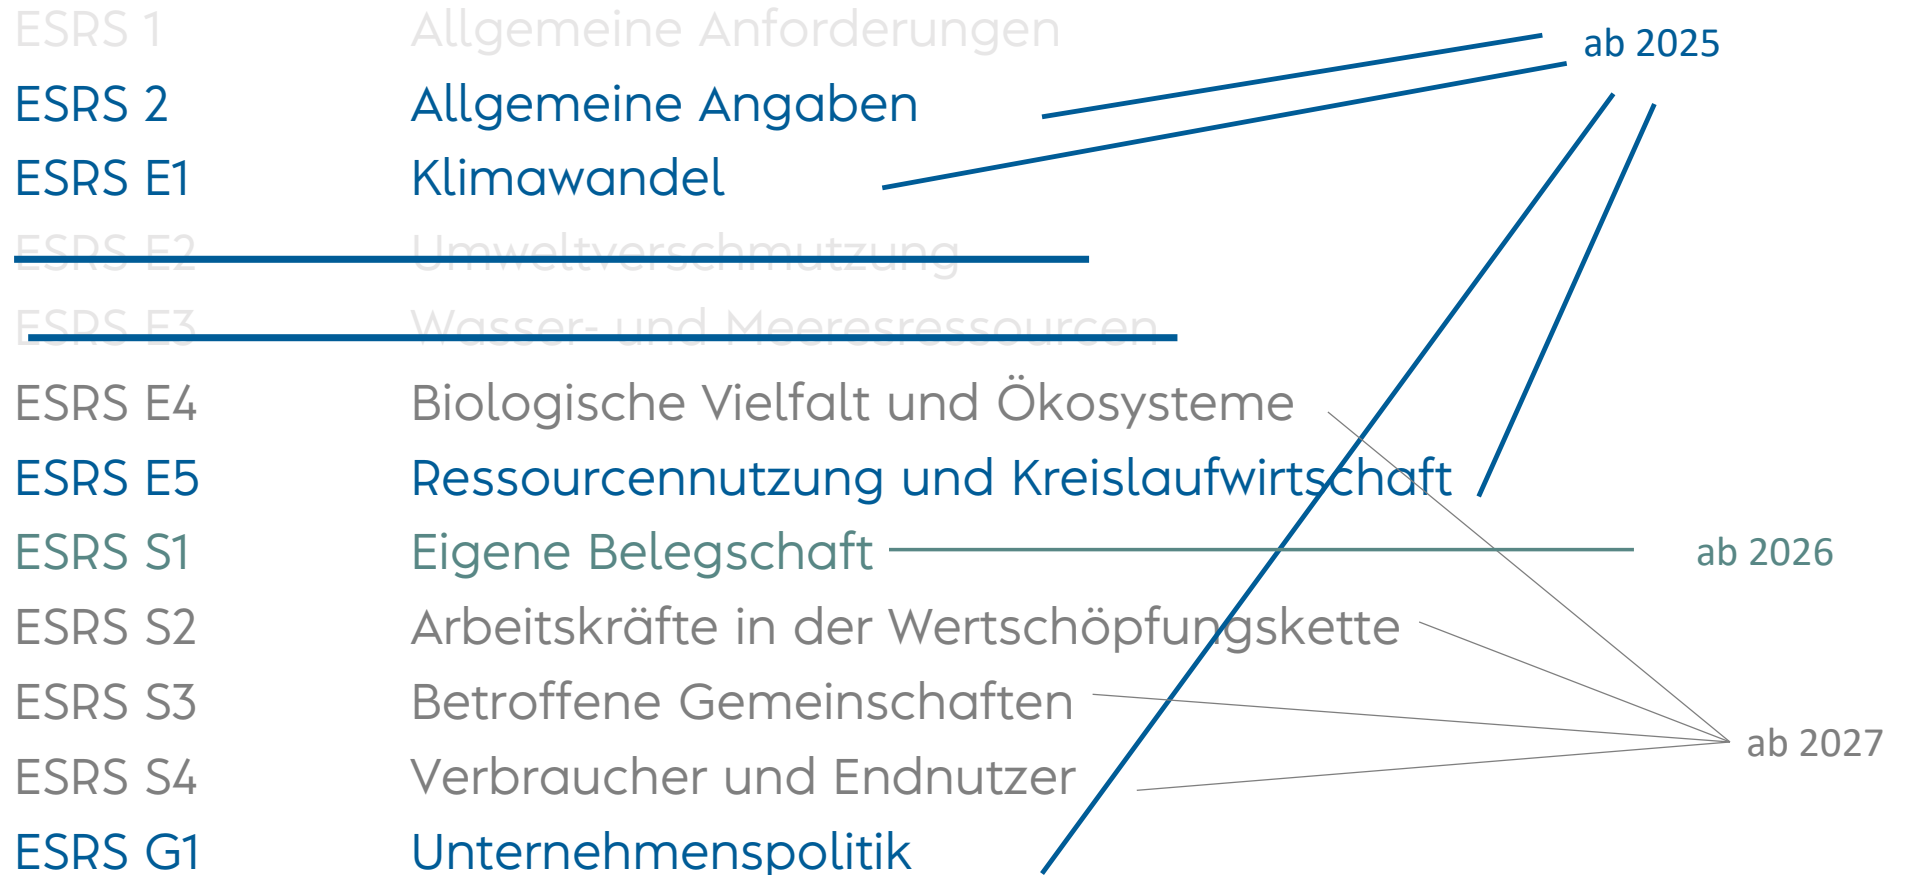 ESRS 1 Allgemeine Anforderungen
ab 2025
ESRS 2 Allgemeine Angaben
ESRS E1 Klimawandel
ESRS E2 Umweltverschmutzung
ESRS E3 Wasser- und Meeresressourcen
ESRS E4 Biologische Vielfalt und Ökosysteme
ESRS E5 Ressourcennutzung und Kreislaufwirtschaft
ESRS S1 Eigene Belegschaft ab 2026
ESRS S2 Arbeitskräfte in der Wertschöpfungskette
ESRS S3 Betroffene Gemeinschaften
ab 2027
ESRS S4 Verbraucher und Endnutzer
ESRS G1 Unternehmenspolitik